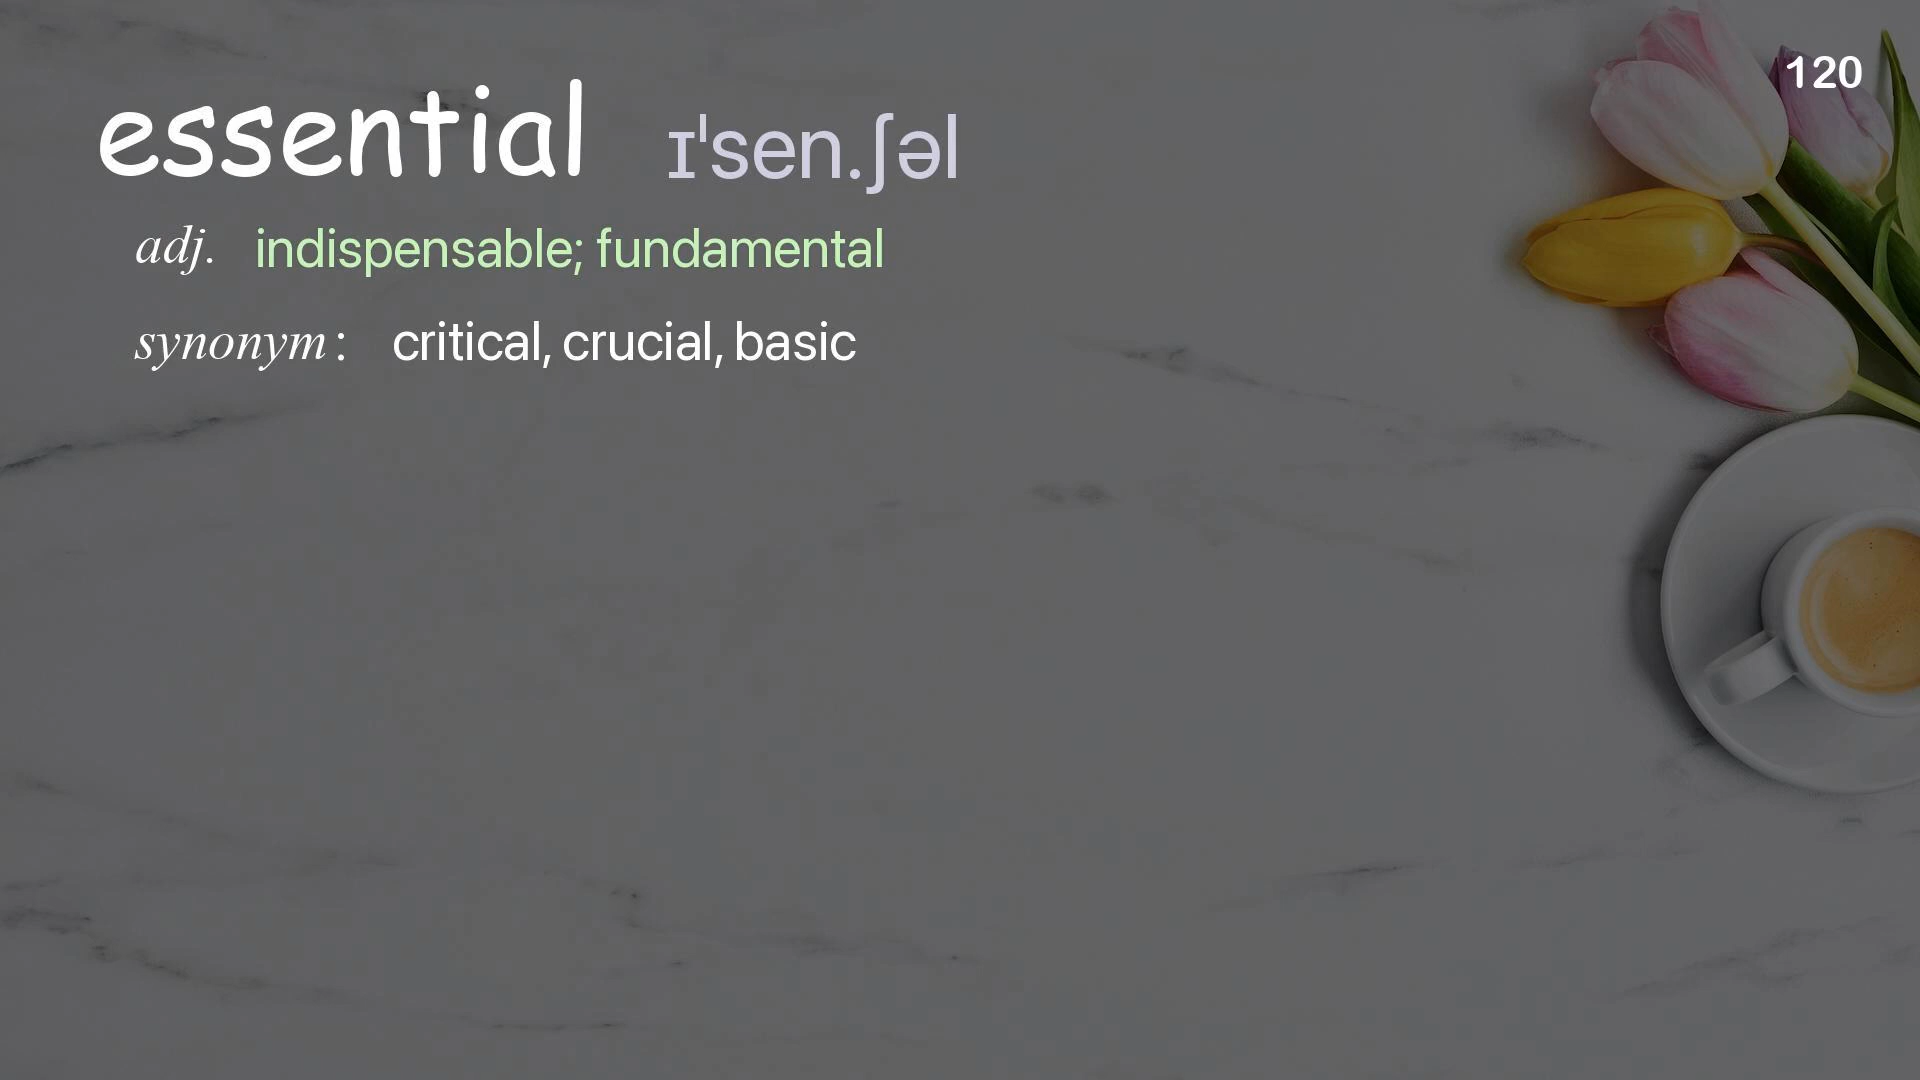 120
essential ɪˈsen.ʃəl
adj. indispensable; fundamental
synonym: critical, crucial, basic